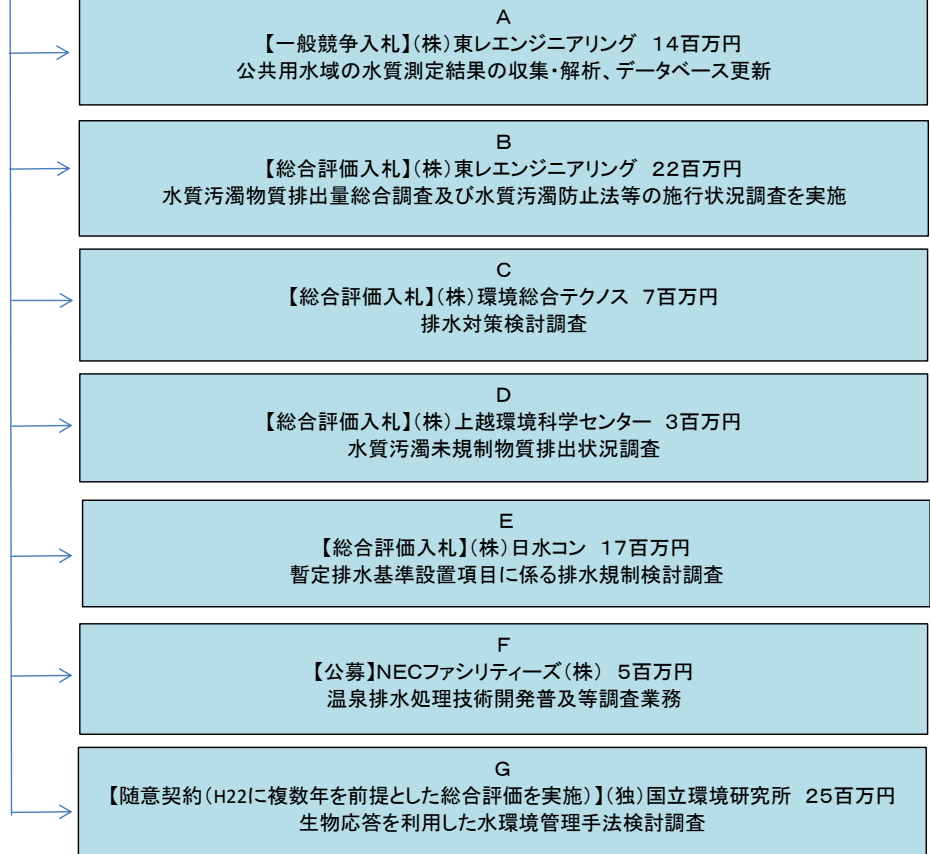 A
【一般競争入札】(株)東レエンジニアリング 14百万円
公共用水域の水質測定結果の収集・解析、データベース更新
B
【総合評価入札】(株)東レエンジニアリング 22百万円
水質汚濁物質排出量総合調査及び水質汚濁防止法等の施行状況調査を実施
C
【総合評価入札】(株)環境総合テクノス 7百万円
排水対策検討調査
D
【総合評価入札】(株)上越環境科学センター 3百万円
水質汚濁未規制物質排出状況調査
E
【総合評価入札】(株)日水コン 17百万円
暫定排水基準設置項目に係る排水規制検討調査
F
【公募】NECファシリティーズ(株) 5百万円
温泉排水処理技術開発普及等調査業務
G
【随意契約(H22に複数年を前提とした総合評価を実施)】(独)国立環境研究所 25百万円
生物応答を利用した水環境管理手法検討調査